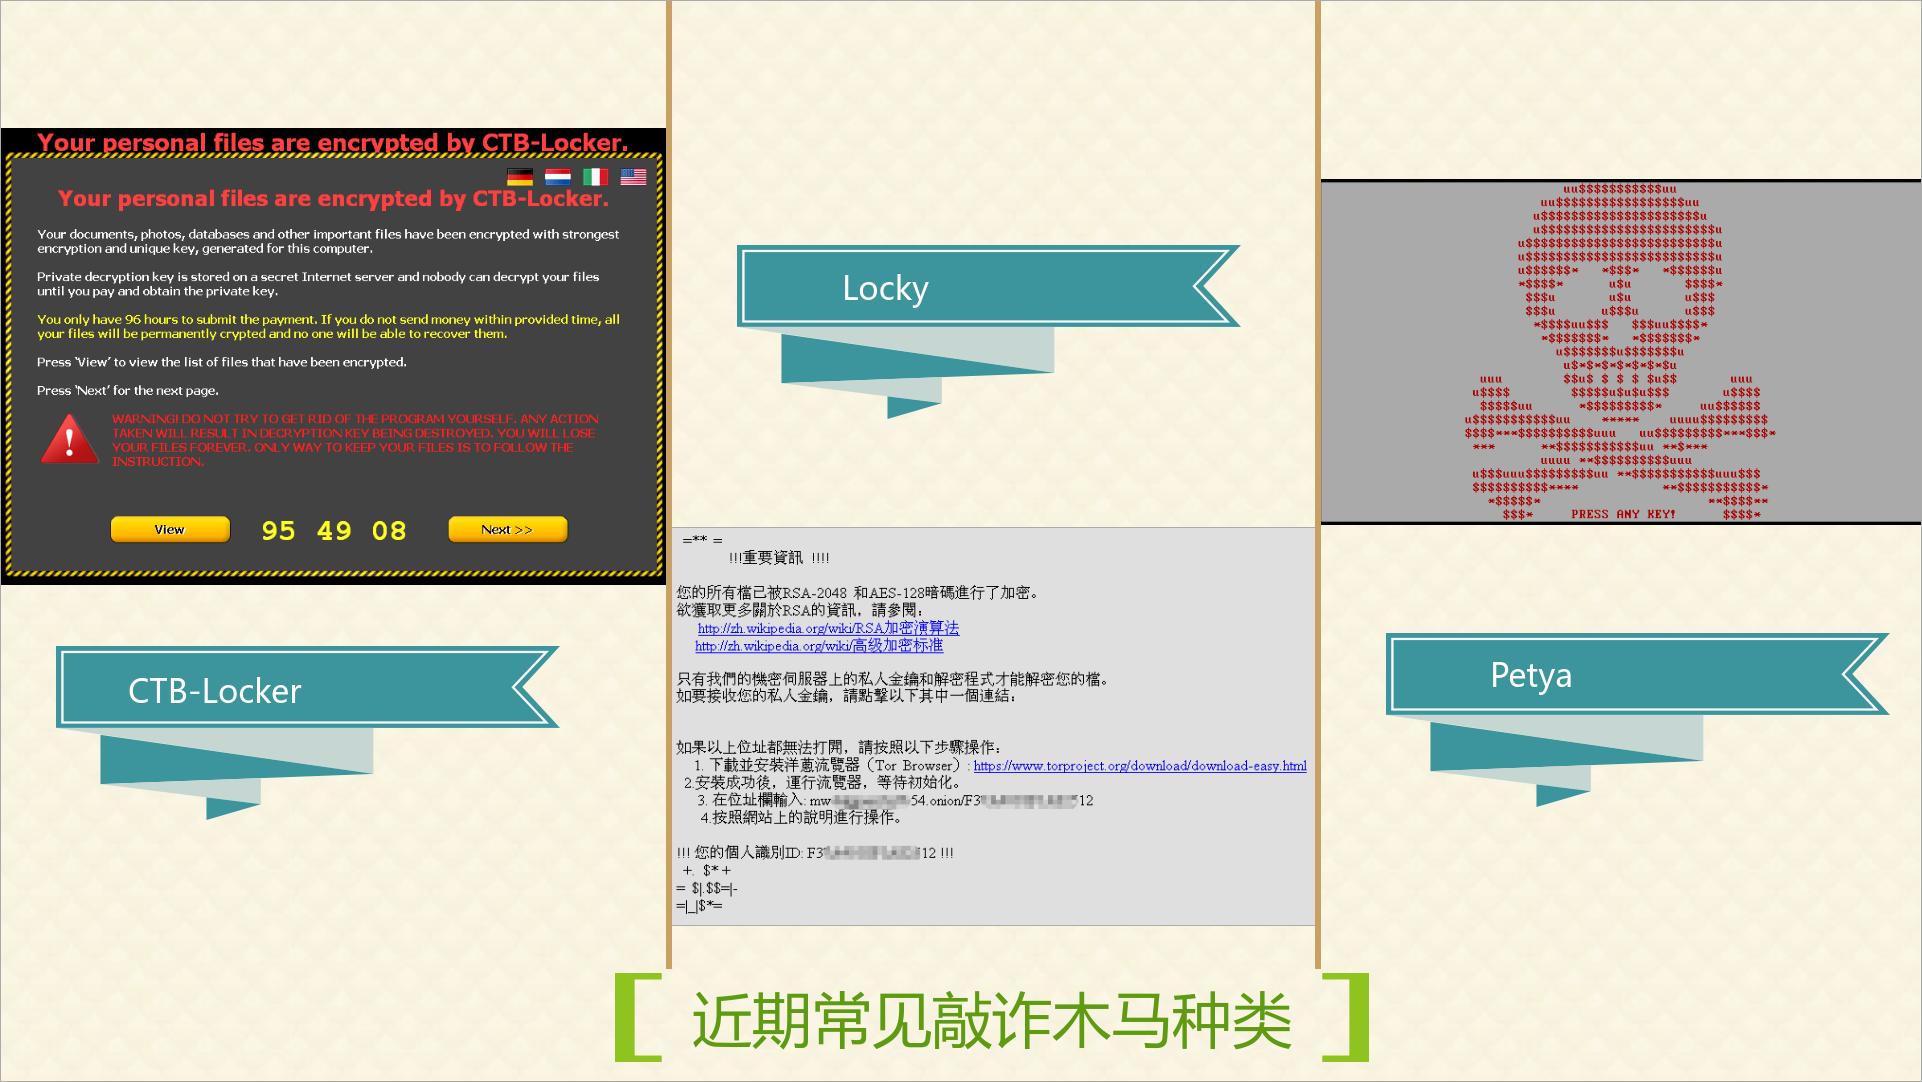 Your personal files are encrypted by CTB-Locker.
Your personal files are encrypted by CTB-Locker.
Your documents, photos, databases and other important files have been encrypted with strongest
encryption and unique key, generated for this computer.
Private decryption key is stored on a secret Internet server and nobody can decrypt your files
until you pay and obtain the private key.
You only have 96 hours to submit the payment. If you do not send money within provided time, all
your files will be permanently crypted and no one will be able to recover them.
Press 'View' to view the list of files that have been encrypted.
Press 'Next' for the next page.
WARNING! DO NOT TRY TO GET RID OF THE PROGRAM YOURSELF. ANY ACTION
TAKEN WILL RESULT IN DECRYPTION KEY BEING DESTROYED. YOU WILL LOSE
YOUR FILES FOREVER. ONLY WAY TO KEEP YOUR FILES IS TO FOLLOW THE
INSTRUCTION.
View
95 49 08
Next >>
CTB-Locker
Locky
=** =
!!!重要資訊 !!!!
您的所有檔已被RSA-2048 和AES-128暗碼進行了加密。
欲獲取更多關於RSA的資訊，請參閱：
http://zh.wikipedia.org/wiki/RSA加密演算法
http://zh.wikipedia.org/wiki/高级加密标准
只有我們的機密伺服器上的私人金鑰和解密程式才能解密您的檔。
如要接收您的私人金鑰，請點擊以下其中一個連結：
如果以上位址都無法打開，請按照以下步驟操作：
1. 下載並安裝洋蔥流覽器（Tor Browser）: https://www.torproject.org/download/download-easy.html
2.安裝成功後，運行流覽器，等待初始化。
3. 在位址欄輸入: mw 54.onion/F3 512
4.按照網站上的說明進行操作。
!!! 您的個人識別ID: F3 12 !!!
+. $* +
= $|.$$=|-
=|_|$*=
PRESS ANY KEY!
Petya
近期常见敲诈木马种类